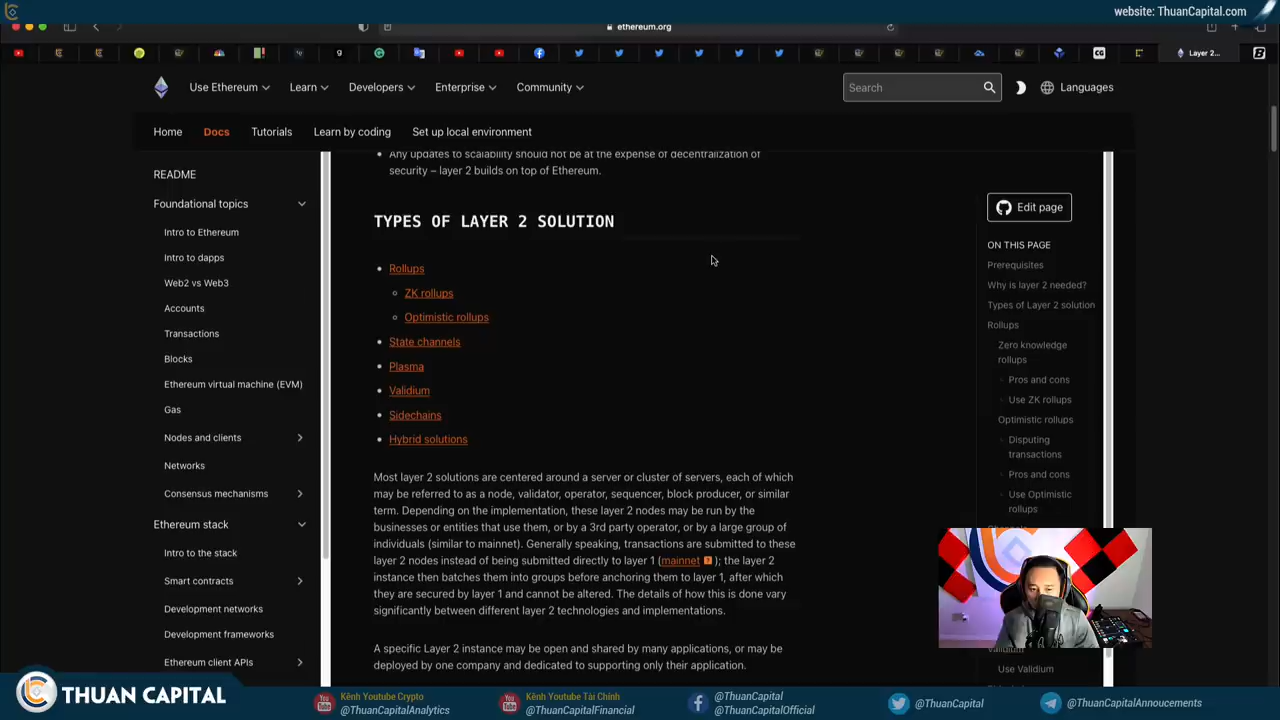 website: ThuanCapital.com
ethereum.org
Layer 2...
Use Ethereum
Learn
Developers
Enterprise
Community
Search
Languages
Home
Docs
Tutorials
Learn by coding
Set up local environment
README
Foundational topics
Intro to Ethereum
Intro to dapps
Web2 vs Web3
Accounts
Transactions
Blocks
Ethereum virtual machine (EVM)
Gas
Nodes and clients
Networks
Consensus mechanisms
Ethereum stack
Intro to the stack
Smart contracts
Development networks
Development frameworks
Ethereum client APIs
Any updates to scalability should not be at the expense of decentralization of
security – layer 2 builds on top of Ethereum.
TYPES OF LAYER 2 SOLUTION
Rollups
ZK rollups
Optimistic rollups
State channels
Plasma
Validium
Sidechains
Hybrid solutions
Most layer 2 solutions are centered around a server or cluster of servers, each of which
may be referred to as a node, validator, operator, sequencer, block producer, or similar
term. Depending on the implementation, these layer 2 nodes may be run by the
businesses or entities that use them, or by a 3rd party operator, or by a large group of
individuals (similar to mainnet). Generally speaking, transactions are submitted to these
layer 2 nodes instead of being submitted directly to layer 1 (mainnet ? ); the layer 2
instance then batches them into groups before anchoring them to layer 1, after which
they are secured by layer 1 and cannot be altered. The details of how this is done vary
significantly between different layer 2 technologies and implementations.
A specific Layer 2 instance may be open and shared by many applications, or may be
deployed by one company and dedicated to supporting only their application.
Edit page
ON THIS PAGE
Prerequisites
Why is layer 2 needed?
Types of Layer 2 solution
Rollups
Zero knowledge
rollups
Pros and cons
Use ZK rollups
Optimistic rollups
Disputing
transactions
Pros and cons
Use Optimistic
rollups
Validium
Use Validium
THUAN CAPITAL
Kênh Youtube Crypto
@ThuanCapitalAnalytics
Kênh Youtube Tài Chính
@ThuanCapitalFinancial
@ThuanCapital
@ThuanCapitalOfficial
@ThuanCapital
@ThuanCapitalAnnoucements